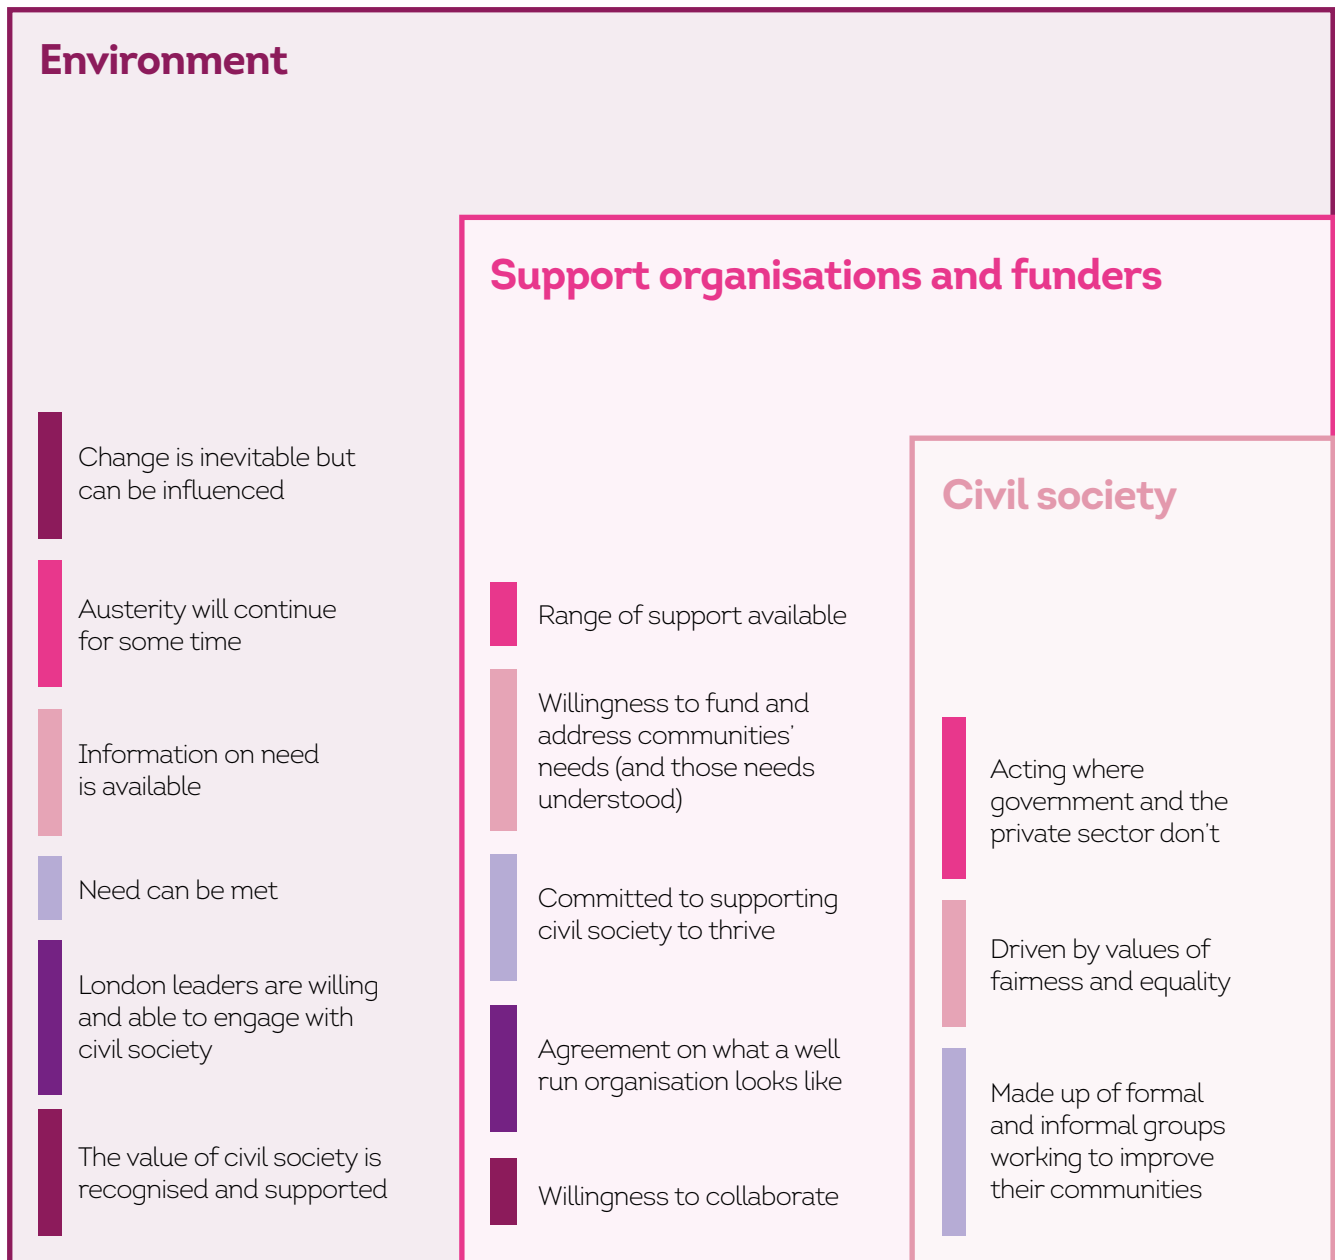 Environment
Change is inevitable but
can be influenced
Austerity will continue
for some time
Information on need
is available
Need can be met
London leaders are willing
and able to engage with
civil society
The value of civil society is
recognised and supported
Support organisations and funders
Range of support available
Willingness to fund and
address communities’
needs (and those needs
understood)
Committed to supporting
civil society to thrive
Agreement on what a well
run organisation looks like
Willingness to collaborate
Civil society
Acting where
government and the
private sector don’t
Driven by values of
fairness and equality
Made up of formal
and informal groups
working to improve
their communities